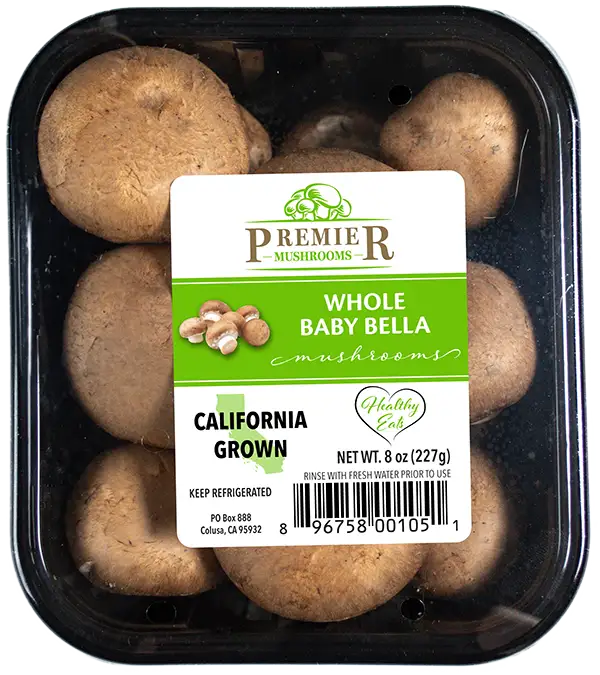 PREMIER
MUSHROOMS
WHOLE
BABY BELLA
mushrooms
CALIFORNIA
GROWN
Healthy
Eats
NET WT. 8 oz (227g)
RINSE WITH FRESH WATER PRIOR TO USE
KEEP REFRIGERATED
PO Box 888
Colusa, CA 95932
8 96758 00105 1